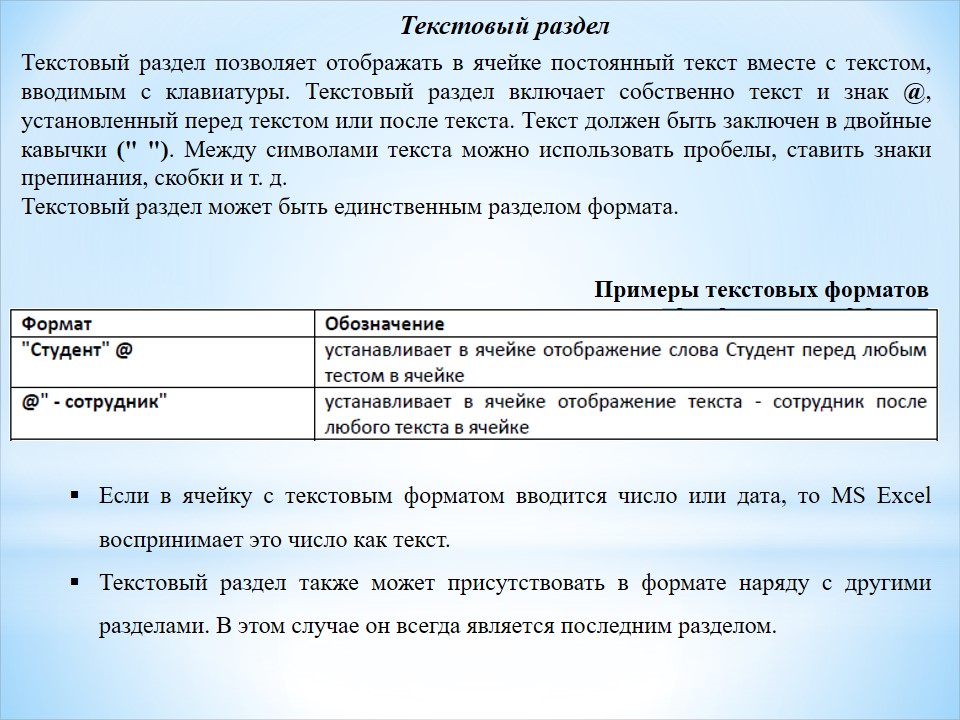 Текстовый раздел
Текстовый раздел позволяет отображать в ячейке постоянный текст вместе с текстом,
вводимым с клавиатуры. Текстовый раздел включает собственно текст и знак @,
установленный перед текстом или после текста. Текст должен быть заключен в двойные
кавычки (" "). Между символами текста можно использовать пробелы, ставить знаки
препинания, скобки и т. д.
Текстовый раздел может быть единственным разделом формата.
Примеры текстовых форматов
Формат Обозначение
"Студент" @ устанавливает в ячейке отображение слова Студент перед любым
тестом в ячейке
@" - сотрудник" устанавливает в ячейке отображение текста - сотрудник после
любого текста в ячейке
▪ Если в ячейку с текстовым форматом вводится число или дата, то MS Excel
воспринимает это число как текст.
▪ Текстовый раздел также может присутствовать в формате наряду с другими
разделами. В этом случае он всегда является последним разделом.